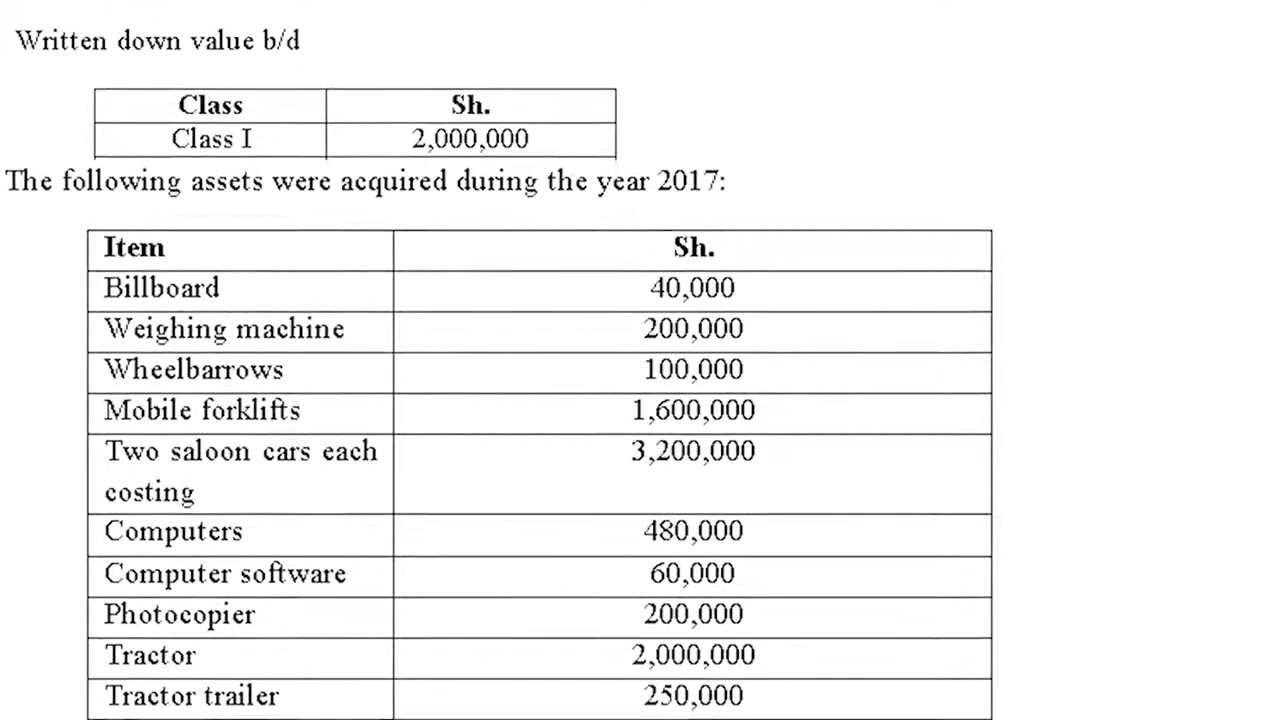 Written down value b/d
Class Sh.
Class I 2,000,000
The following assets were acquired during the year 2017:
Item Sh.
Billboard 40,000
Weighing machine 200,000
Wheelbarrows 100,000
Mobile forklifts 1,600,000
Two saloon cars each 3,200,000
costing
Computers 480,000
Computer software 60,000
Photocopier 200,000
Tractor 2,000,000
Tractor trailer 250,000